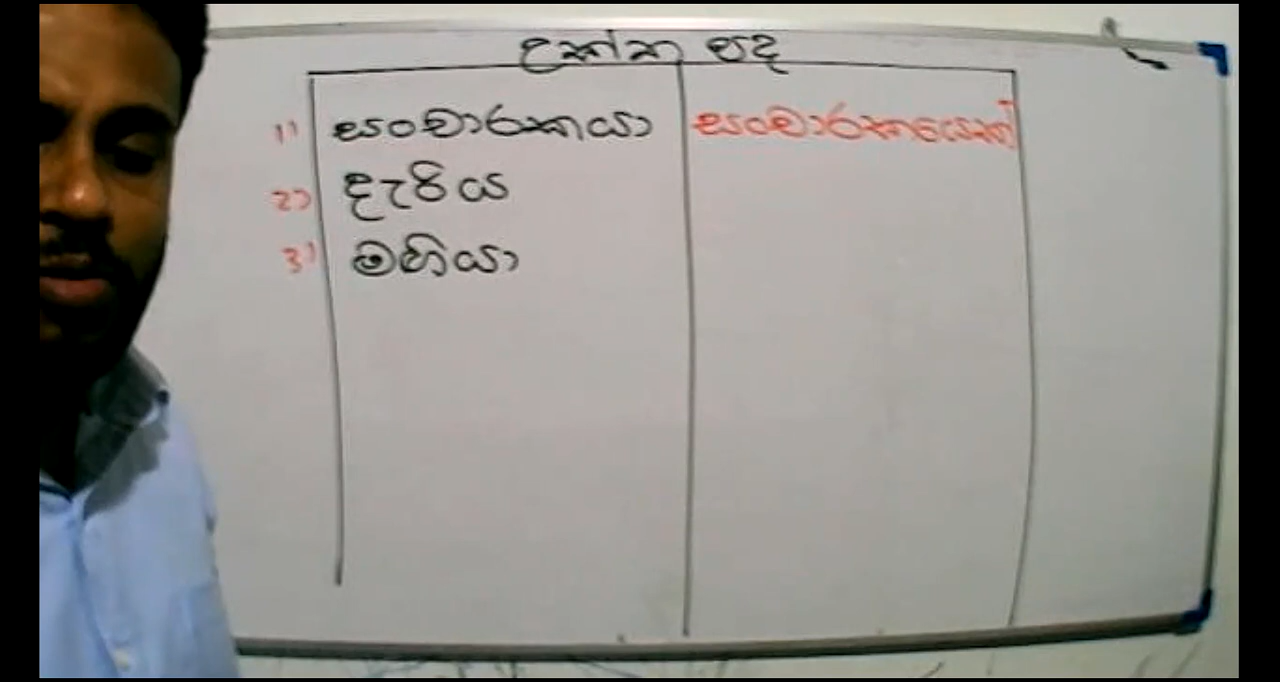 උක්ත පද
1) සංචාරකයා සංචාරකයෙක්
2) දැරිය
3) මහියා